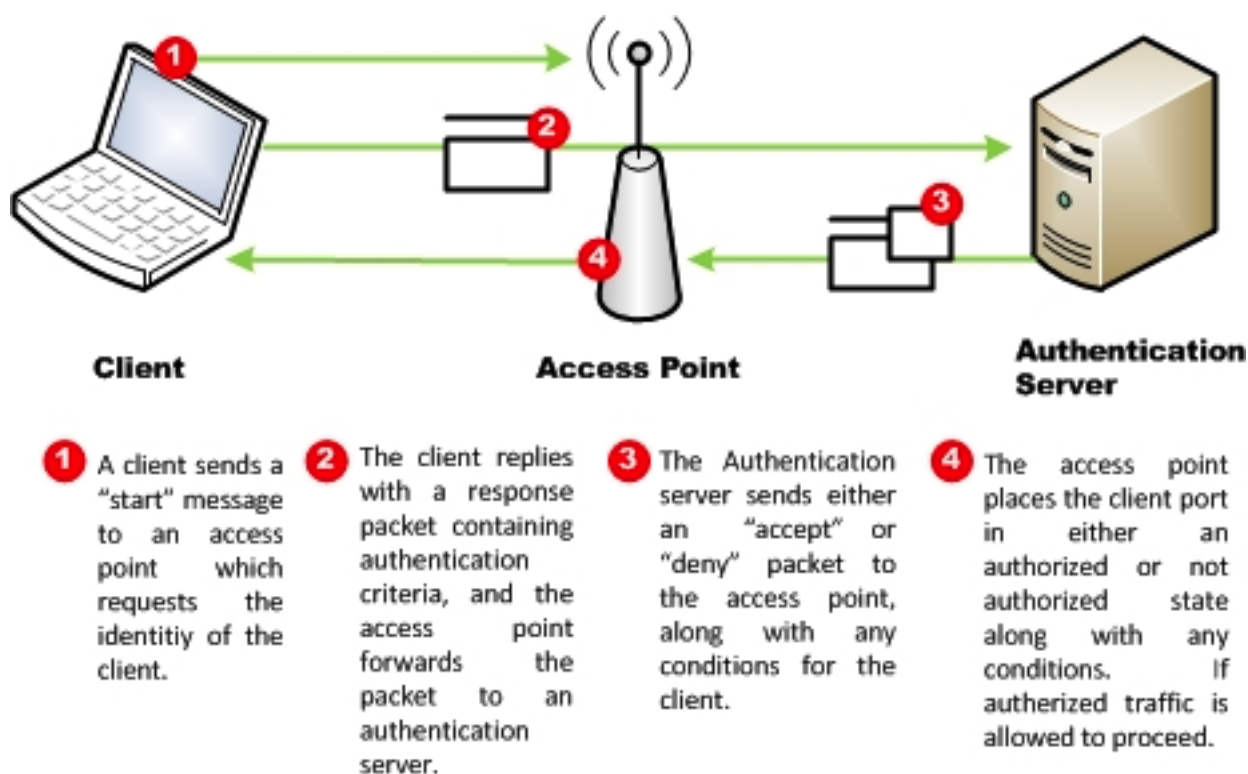 1
2
3
4
Client
Access Point
Authentication
Server
1
A client sends a
“start” message
to an access
point which
requests the
identitiy of the
client.
2
The client replies
with a response
packet containing
authentication
criteria, and the
access point
forwards the
packet to an
authentication
server.
3
The Authentication
server sends either
an “accept” or
“deny” packet to
the access point,
along with any
conditions for the
client.
4
The access point
places the client port
in either an
authorized or not
authorized state
along with any
conditions. If
autherized traffic is
allowed to proceed.